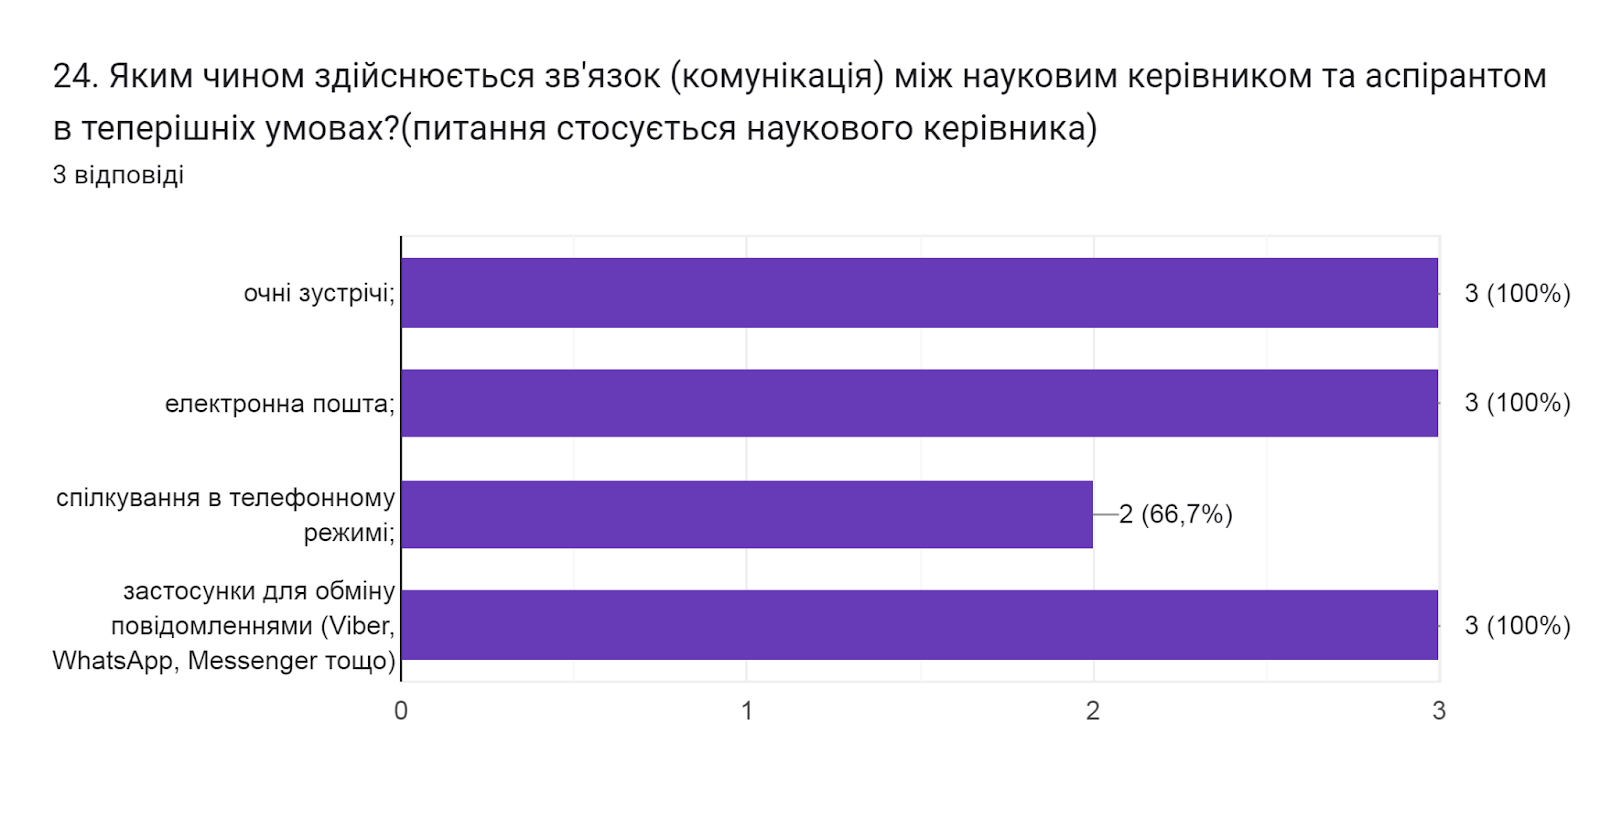 24. Яким чином здійснюється зв'язок (комунікація) між науковим керівником та аспірантом
в теперішніх умовах?(питання стосується наукового керівника)
3 відповіді
очні зустрічі;
3 (100%)
електронна пошта;
3 (100%)
спілкування в телефонному
режимі;
2 (66,7%)
застосунки для обміну
повідомленнями (Viber,
WhatsApp, Messenger тощо)
3 (100%)
0 1 2 3